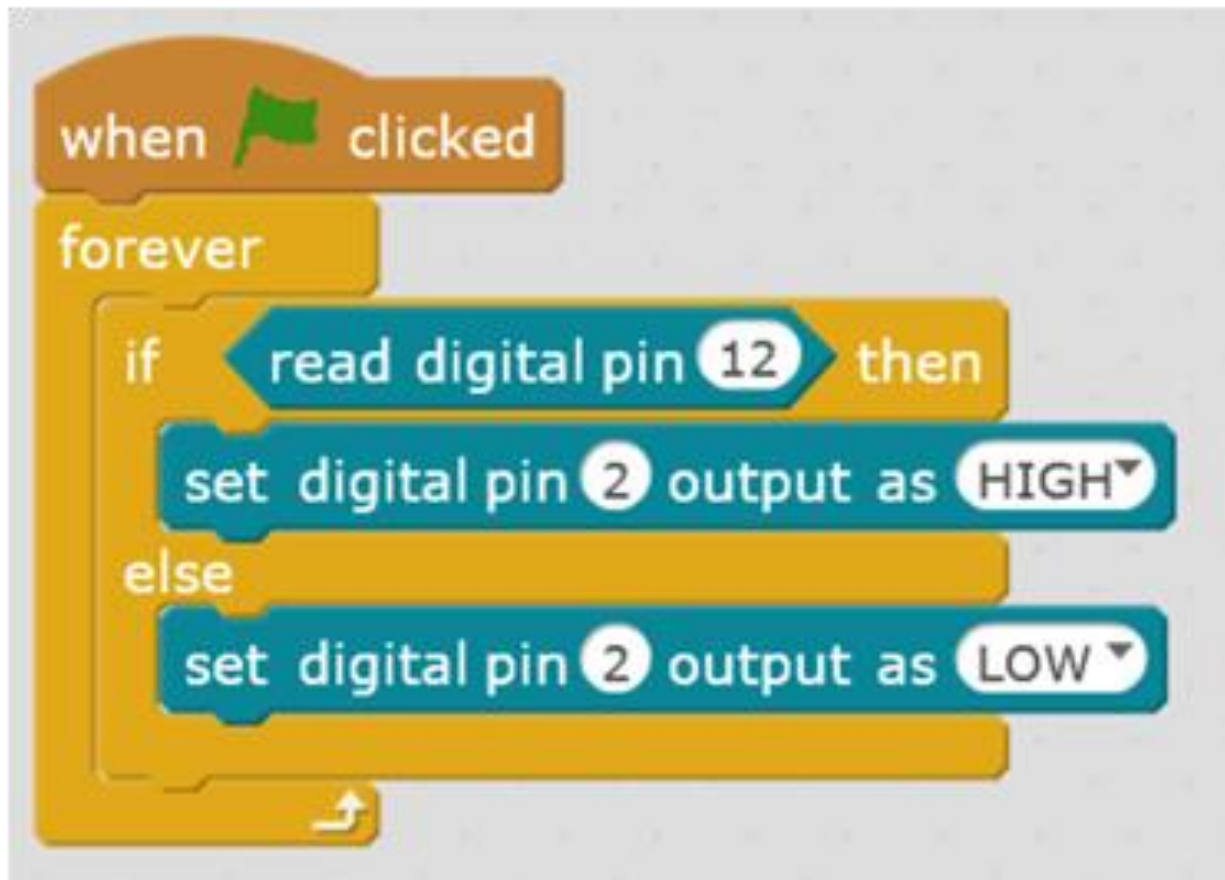 when clicked
forever
if read digital pin 12 then
set digital pin 2 output as HIGH
else
set digital pin 2 output as LOW